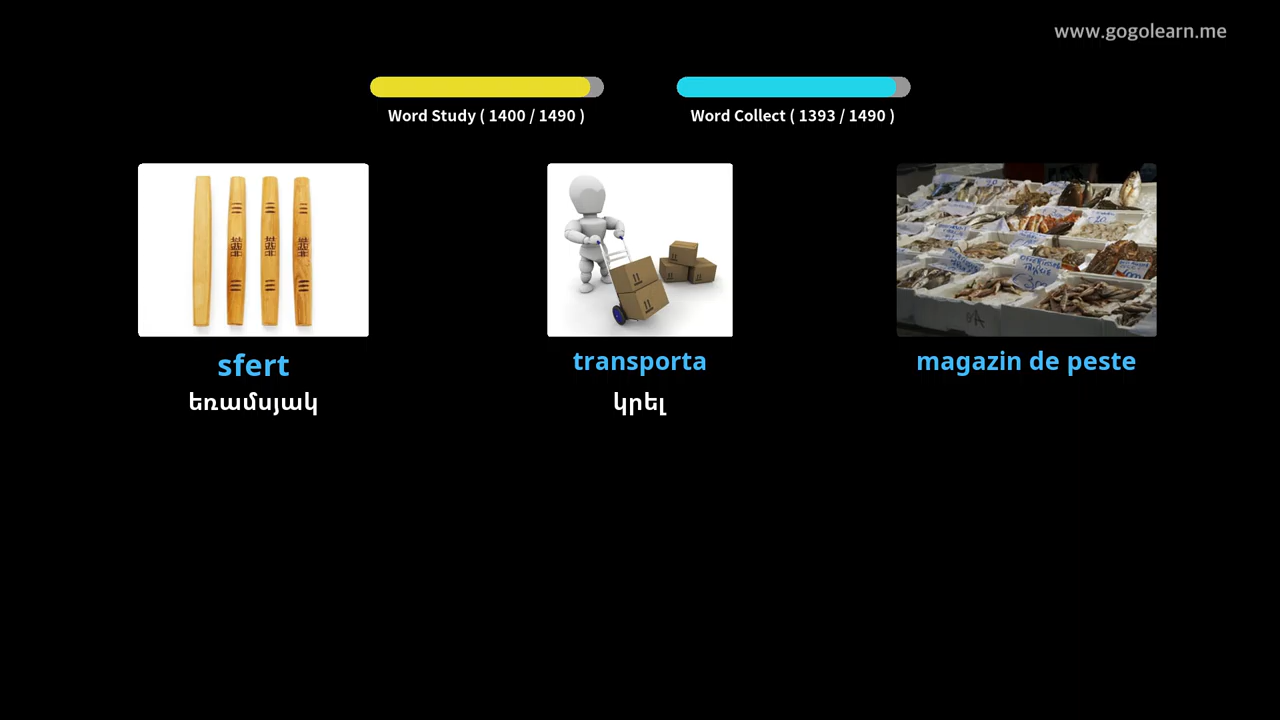 www.gogolearn.me
Word Study ( 1400 / 1490 )
Word Collect ( 1393 / 1490 )
sfert
transporta
magazin de peste
եռամսյակ
կրել